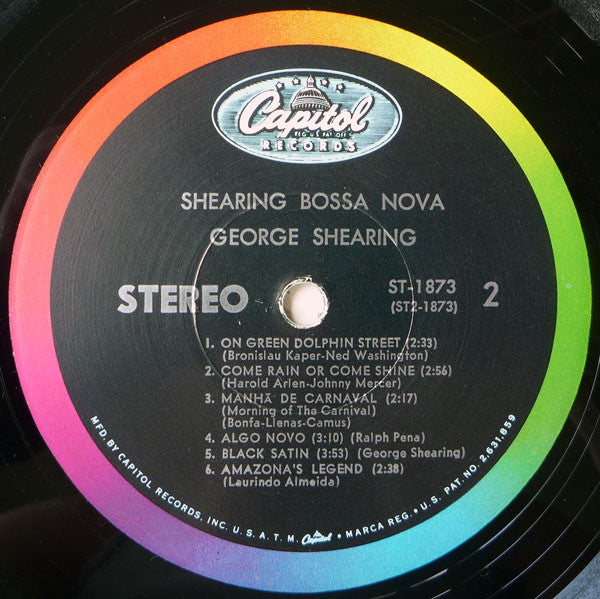 Capitol
REG. U.S. PAT. OFF.
RECORDS
SHEARING BOSSA NOVA
GEORGE SHEARING
STEREO
ST-1873
(ST2-1873)
2
1. ON GREEN DOLPHIN STREET (2:33)
(Bronislau Kaper-Ned Washington)
2. COME RAIN OR COME SHINE (2:56)
(Harold Arlen-Johnny Mercer)
3. MANHÃ DE CARNAVAL (2:17)
(Morning of The Carnival)
(Bonfa-Llenas-Camus)
4. ALGO NOVO (3:10) (Ralph Pena)
5. BLACK SATIN (3:53) (George Shearing)
6. AMAZONA'S LEGEND (2:38)
(Laurindo Almeida)
MFD. BY CAPITOL RECORDS, INC. U. S. A. T. M. Capitol • MARCA REG. • U. S. PAT. NO. 2,631,859